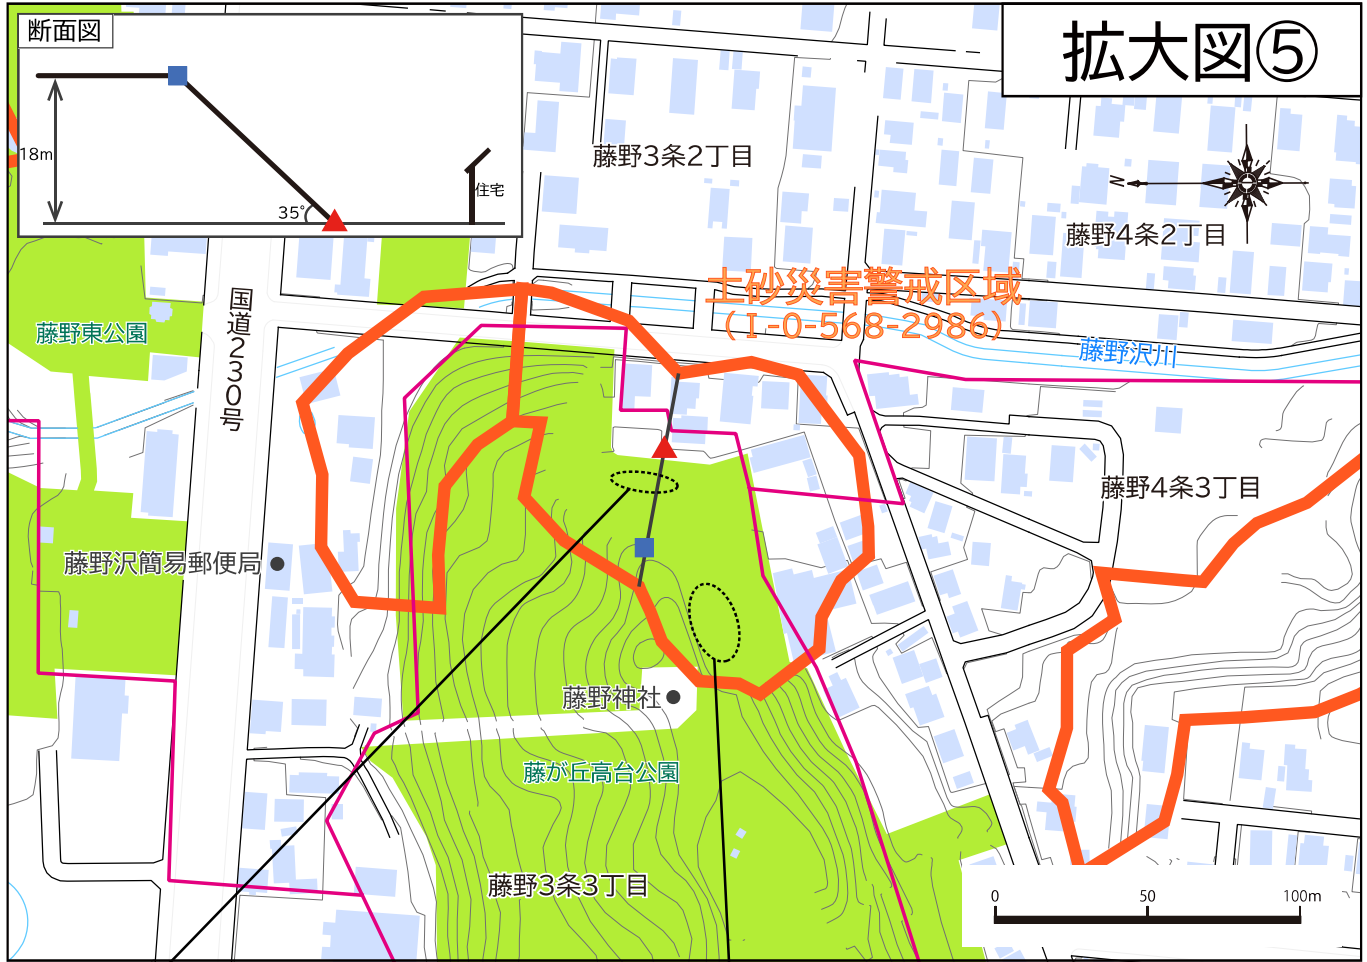 断面図
18m
35°
住宅
拡大図⑤
藤野3条2丁目
N
藤野4条2丁目
土砂災害警戒区域
(Ⅰ-0-568-2986)
国道230号
藤野東公園
藤野沢川
藤野4条3丁目
藤野沢簡易郵便局
藤野神社
藤が丘高台公園
藤野3条3丁目
0 50 100m